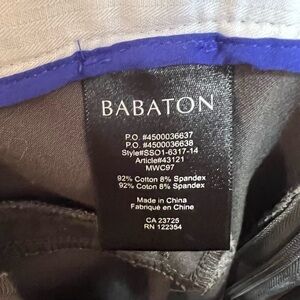 BABATON
P.O. #4500036637
P.O. #4500036638
Style#SSO1-6317-14
Article#43121
MWC97
92% Cotton 8% Spandex
92% Coton 8% Spandex
Made in China
Fabriqué en Chine
CA 23725
RN 122354